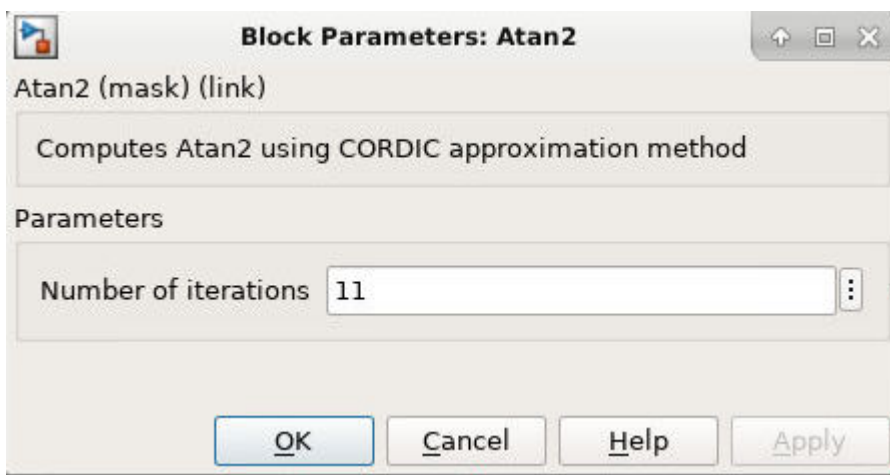 Block Parameters: Atan2
Atan2 (mask) (link)
Computes Atan2 using CORDIC approximation method
Parameters
Number of iterations 11
OK Cancel Help Apply